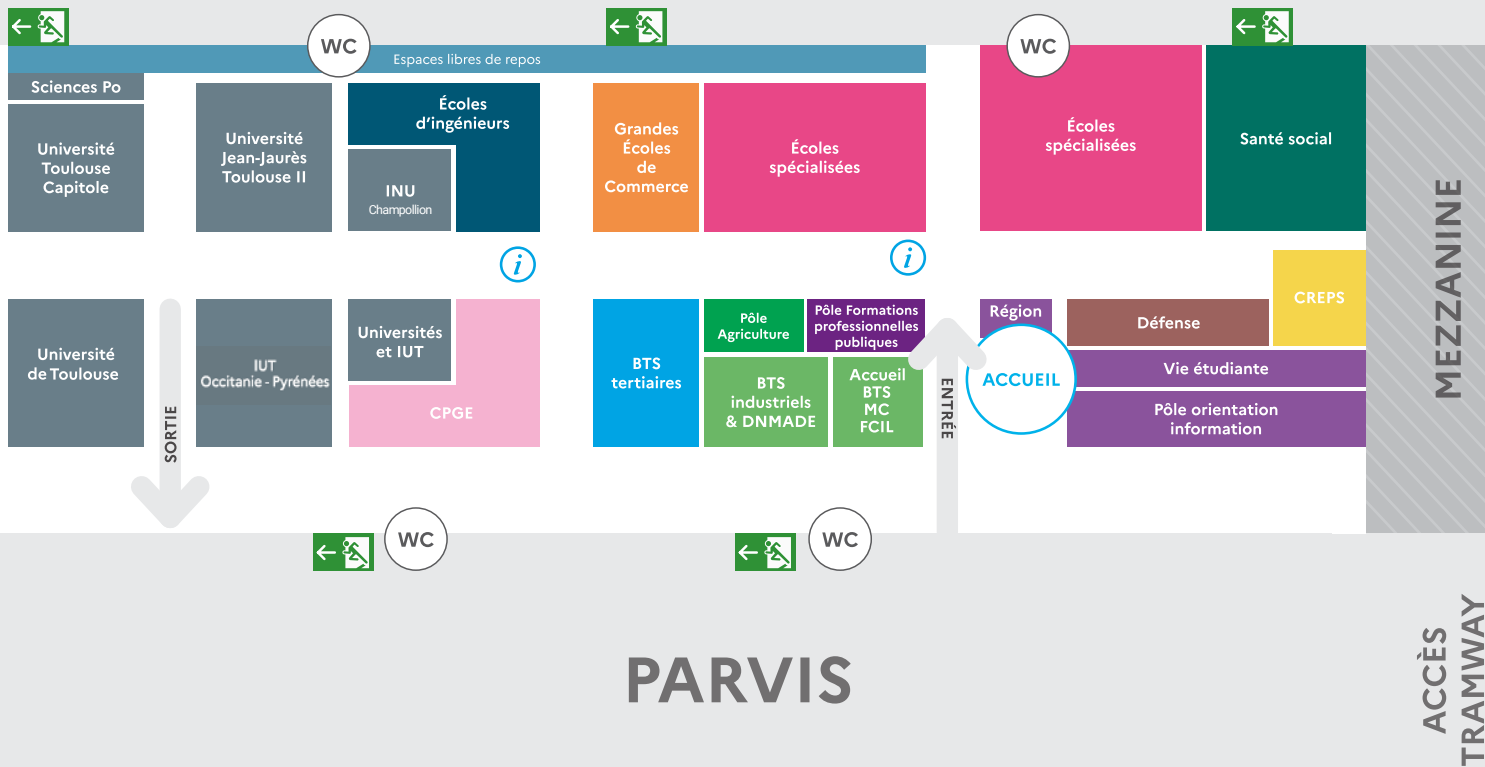 WC
WC
Espaces libres de repos
Sciences Po
Université
Toulouse
Capitole
Université
Jean-Jaurès
Toulouse II
Écoles
d'ingénieurs
INU
Champollion
Grandes
Écoles
de
Commerce
Écoles
spécialisées
Écoles
spécialisées
Santé social
MEZZANINE
i
i
CREPS
Université
de Toulouse
SORTIE
IUT
Occitanie - Pyrénées
Universités
et IUT
CPGE
BTS
tertiaires
Pôle
Agriculture
Pôle Formations
professionnelles
publiques
BTS
industriels
& DNMADE
Accueil
BTS
MC
FCIL
ENTRÉE
Région
ACCUEIL
Défense
Vie étudiante
Pôle orientation
information
WC
WC
PARVIS
ACCÈS
TRAMWAY